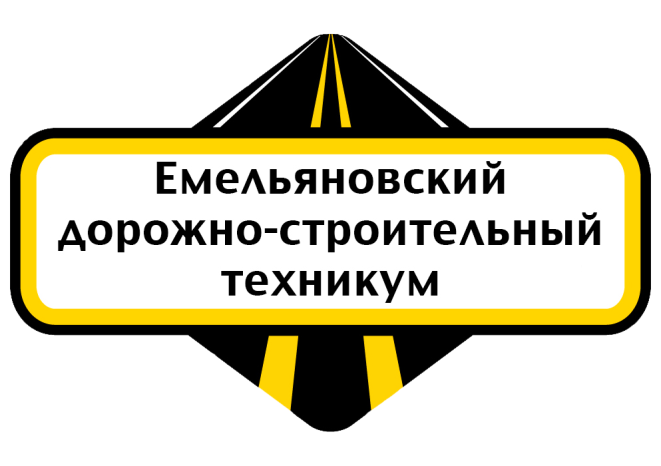 Емельяновский
дорожно-строительный
техникум